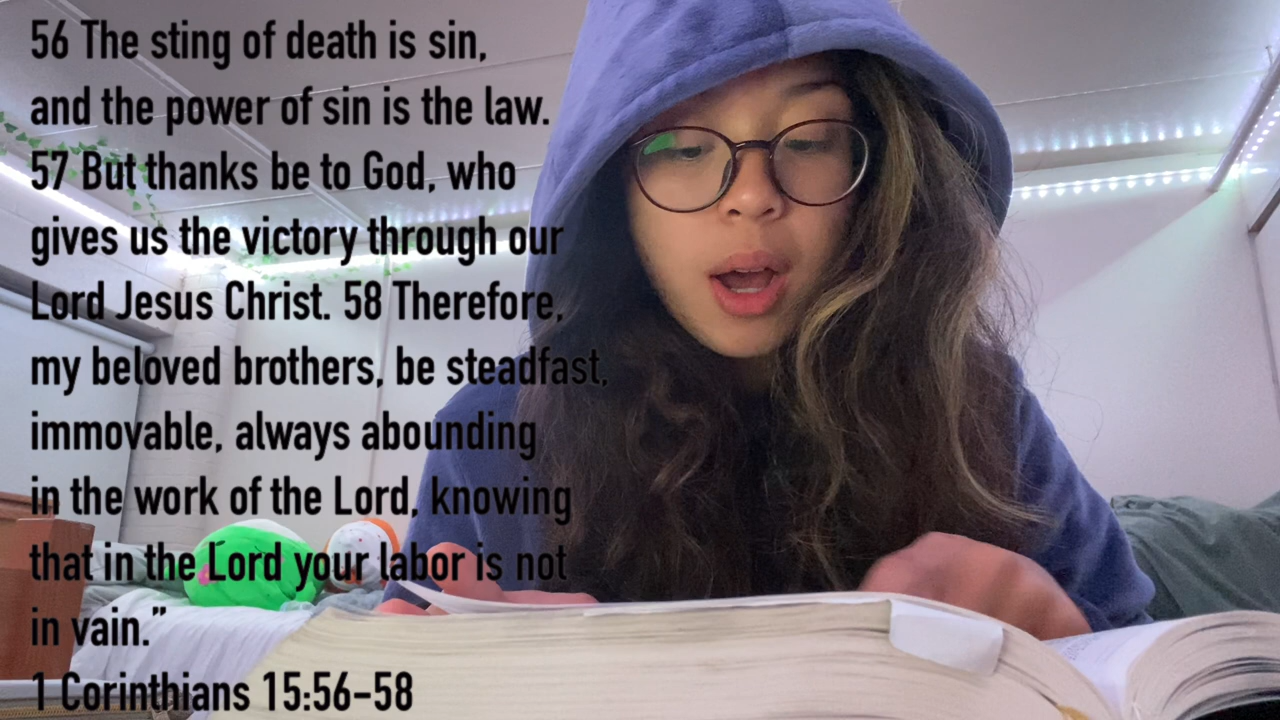 56 The sting of death is sin,
and the power of sin is the law.
57 But thanks be to God, who
gives us the victory through our
Lord Jesus Christ. 58 Therefore,
my beloved brothers, be steadfast,
immovable, always abounding
in the work of the Lord, knowing
that in the Lord your labor is not
in vain.”
1 Corinthians 15:56-58